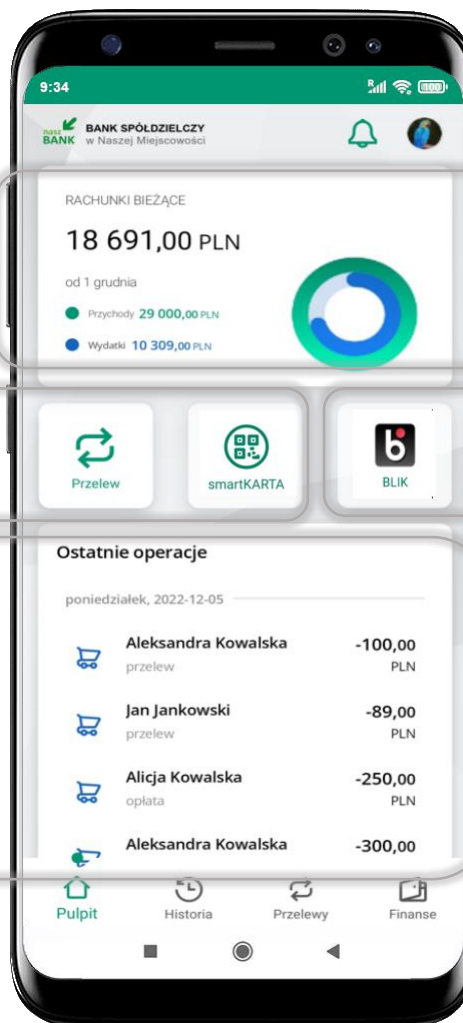 9:34
R
100
nasz
BANK
BANK SPÓŁDZIELCZY
w Naszej Miejscowości
RACHUNKI BIEŻĄCE
18 691,00 PLN
od 1 grudnia
Przychody 29 000,00 PLN
Wydatki 10 309,00 PLN
Przelew
smartKARTA
BLIK
Ostatnie operacje
poniedziałek, 2022-12-05
Aleksandra Kowalska -100,00
przelew PLN
Jan Jankowski -89,00
przelew PLN
Alicja Kowalska -250,00
opłata PLN
Aleksandra Kowalska -300,00
Pulpit Historia Przelewy Finanse